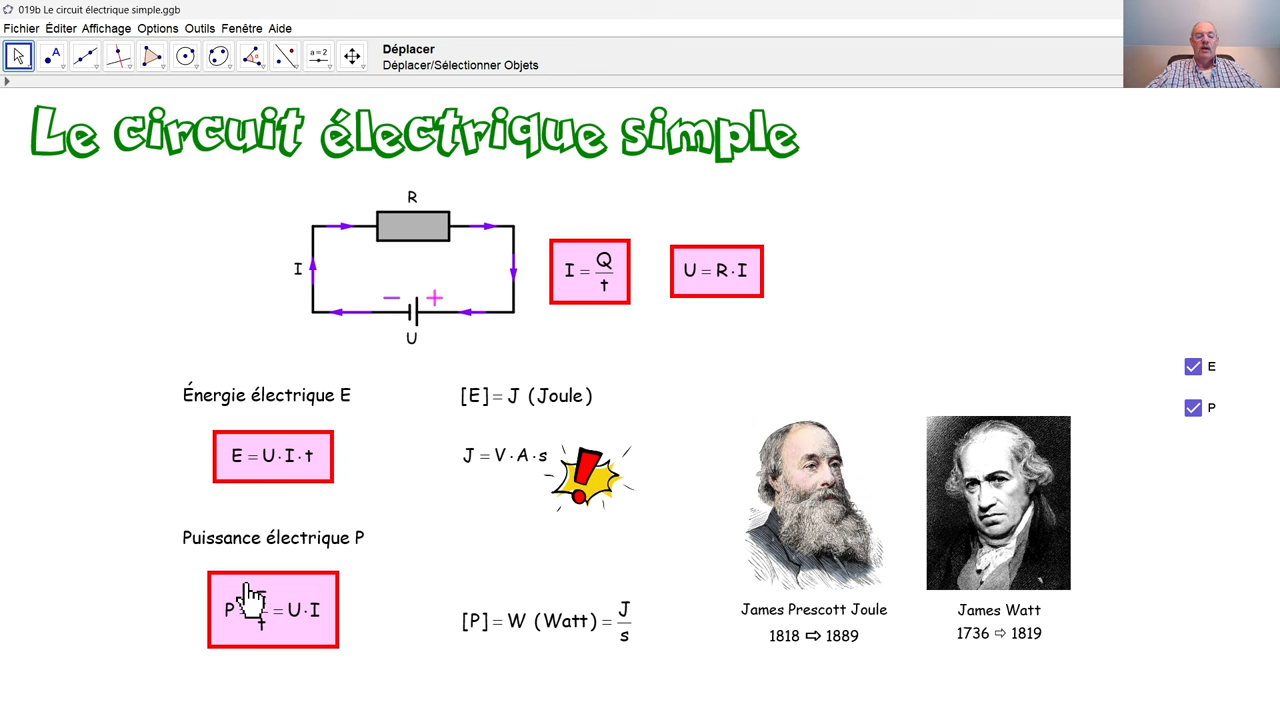 019b Le circuit électrique simple.ggb
Fichier Éditer Affichage Options Outils Fenêtre Aide
A
a=2
Déplacer
Déplacer/Sélectionner Objets
Le circuit électrique simple
R
I
− +
U
I = Q/t
U = R·I
E
P
Énergie électrique E
[E] = J (Joule)
E = U·I·t
J = V·A·s
Puissance électrique P
P = U·I
t
[P] = W (Watt) = J/s
James Prescott Joule
1818 ⇨ 1889
James Watt
1736 ⇨ 1819